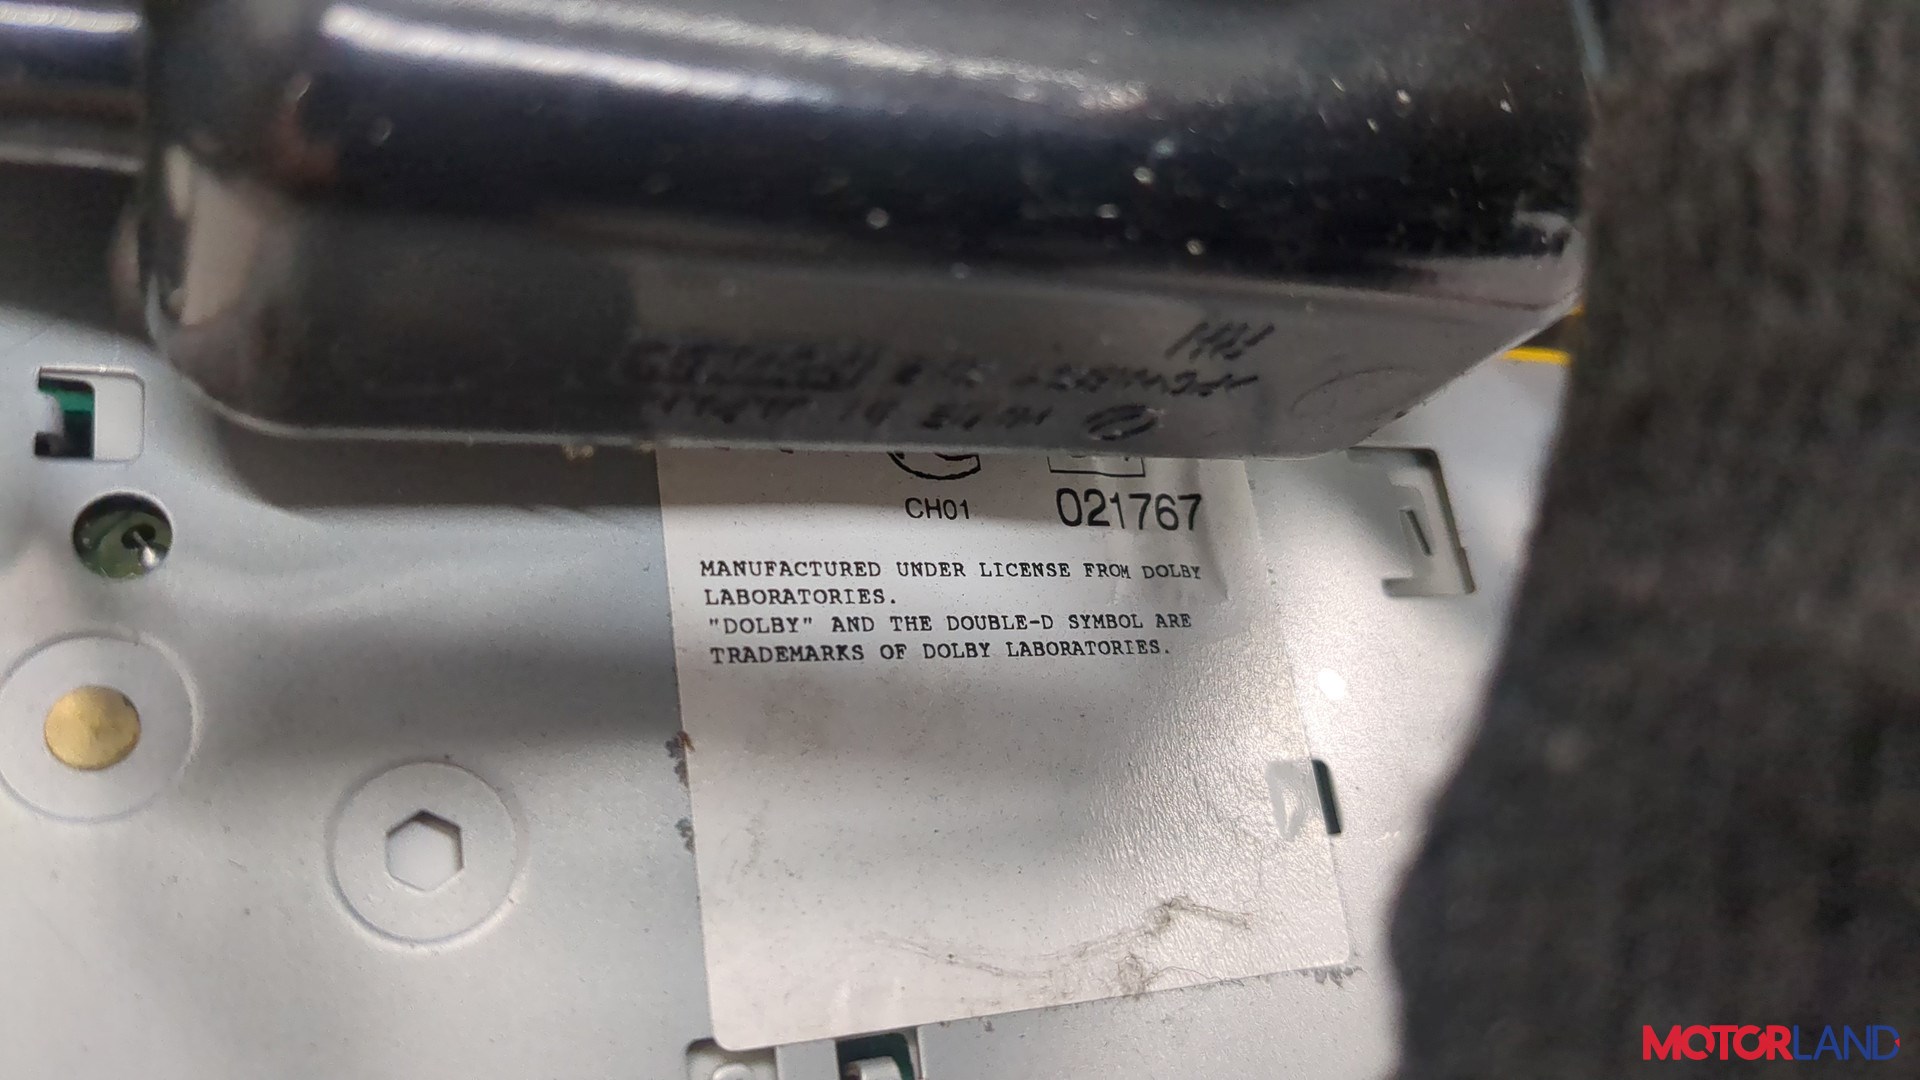 CH01 021767
MANUFACTURED UNDER LICENSE FROM DOLBY
LABORATORIES.
"DOLBY" AND THE DOUBLE-D SYMBOL ARE
TRADEMARKS OF DOLBY LABORATORIES.
MOTORLAND